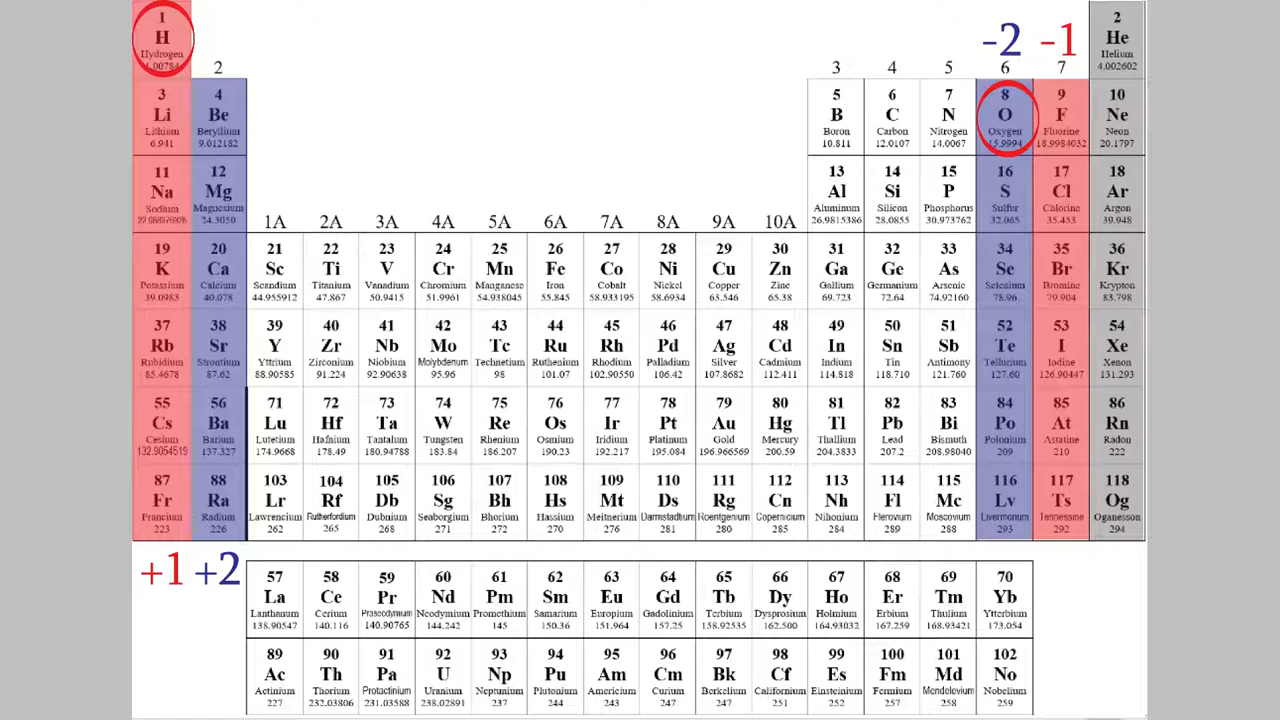 1 2
H -2 -1 He
Hydrogen Helium
1.00784 2 3 4 5 6 7 4.002602
3 4 5 6 7 8 9 10
Li Be B C N O F Ne
Lithium Beryllium Boron Carbon Nitrogen Oxygen Fluorine Neon
6.941 9.012182 10.811 12.0107 14.0067 15.9994 18.9984032 20.1797
11 12 13 14 15 16 17 18
Na Mg Al Si P S Cl Ar
Sodium Magnesium Aluminum Silicon Phosphorus Sulfur Chlorine Argon
22.98976928 24.3050 1A 2A 3A 4A 5A 6A 7A 8A 9A 10A 26.9815386 28.0855 30.973762 32.065 35.453 39.948
19 20 21 22 23 24 25 26 27 28 29 30 31 32 33 34 35 36
K Ca Sc Ti V Cr Mn Fe Co Ni Cu Zn Ga Ge As Se Br Kr
Potassium Calcium Scandium Titanium Vanadium Chromium Manganese Iron Cobalt Nickel Copper Zinc Gallium Germanium Arsenic Selenium Bromine Krypton
39.0983 40.078 44.955912 47.867 50.9415 51.9961 54.938045 55.845 58.933195 58.6934 63.546 65.38 69.723 72.64 74.92160 78.96 79.904 83.798
37 38 39 40 41 42 43 44 45 46 47 48 49 50 51 52 53 54
Rb Sr Y Zr Nb Mo Tc Ru Rh Pd Ag Cd In Sn Sb Te I Xe
Rubidium Strontium Yttrium Zirconium Niobium Molybdenum Technetium Ruthenium Rhodium Palladium Silver Cadmium Indium Tin Antimony Tellurium Iodine Xenon
85.4678 87.62 88.90585 91.224 92.90638 95.96 98 101.07 102.90550 106.42 107.8682 112.411 114.818 118.710 121.760 127.60 126.90447 131.293
55 56 71 72 73 74 75 76 77 78 79 80 81 82 83 84 85 86
Cs Ba Lu Hf Ta W Re Os Ir Pt Au Hg Tl Pb Bi Po At Rn
Cesium Barium Lutetium Hafnium Tantalum Tungsten Rhenium Osmium Iridium Platinum Gold Mercury Thallium Lead Bismuth Polonium Astatine Radon
132.9054519 137.327 174.9668 178.49 180.94788 183.84 186.207 190.23 192.217 195.084 196.966569 200.59 204.3833 207.2 208.98040 209 210 222
87 88 103 104 105 106 107 108 109 110 111 112 113 114 115 116 117 118
Fr Ra Lr Rf Db Sg Bh Hs Mt Ds Rg Cn Nh Fl Mc Lv Ts Og
Francium Radium Lawrencium Rutherfordium Dubnium Seaborgium Bhorium Hassium Meitnerium Darmstadtium Roentgenium Copernicum Nihonium Flerovium Moscovium Livermorium Tennessine Oganesson
223 226 262 265 268 271 272 270 276 281 280 285 284 289 288 293 292 294
+1 +2
57 58 59 60 61 62 63 64 65 66 67 68 69 70
La Ce Pr Nd Pm Sm Eu Gd Tb Dy Ho Er Tm Yb
Lanthanum Cerium Praseodymium Neodymium Promethium Samarium Europium Gadolinium Terbium Dysprosium Holmium Erbium Thulium Ytterbium
138.90547 140.116 140.90765 144.242 145 150.36 151.964 157.25 158.92535 162.500 164.93032 167.259 168.93421 173.054
89 90 91 92 93 94 95 96 97 98 99 100 101 102
Ac Th Pa U Np Pu Am Cm Bk Cf Es Fm Md No
Actinium Thorium Protactinium Uranium Neptunium Plutonium Americium Curium Berkelium Californium Einsteinium Fermium Mendelevium Nobelium
227 232.03806 231.03588 238.02891 237 244 243 247 247 251 252 257 258 259